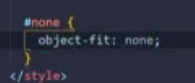 #none {
object-fit: none;
}
</style>